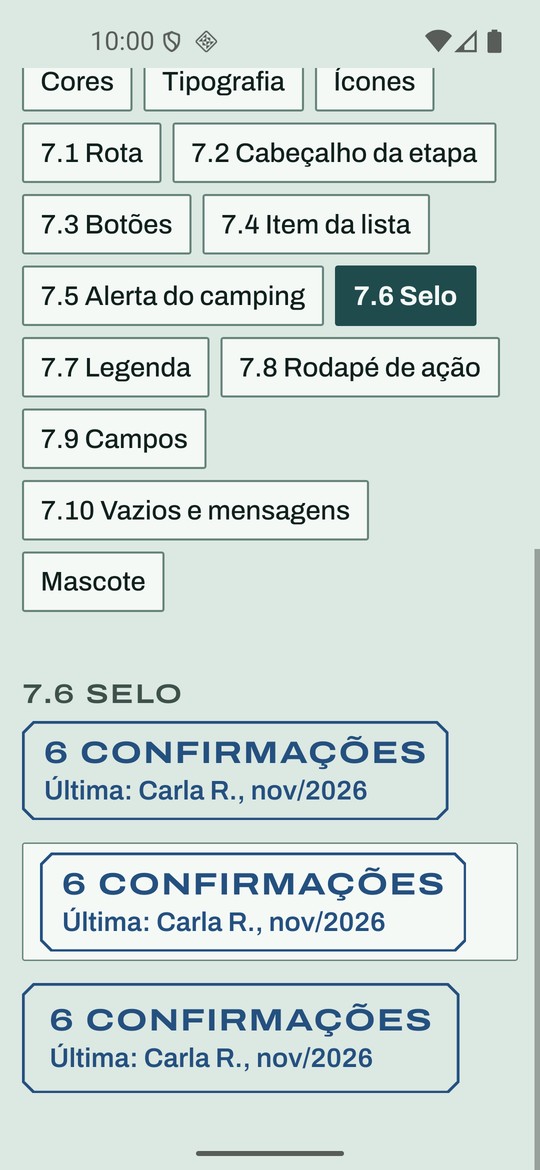 10:00
Cores Tipografia Ícones
7.1 Rota 7.2 Cabeçalho da etapa
7.3 Botões 7.4 Item da lista
7.5 Alerta do camping 7.6 Selo
7.7 Legenda 7.8 Rodapé de ação
7.9 Campos
7.10 Vazios e mensagens
Mascote
7.6 SELO
6 CONFIRMAÇÕES
Última: Carla R., nov/2026
6 CONFIRMAÇÕES
Última: Carla R., nov/2026
6 CONFIRMAÇÕES
Última: Carla R., nov/2026